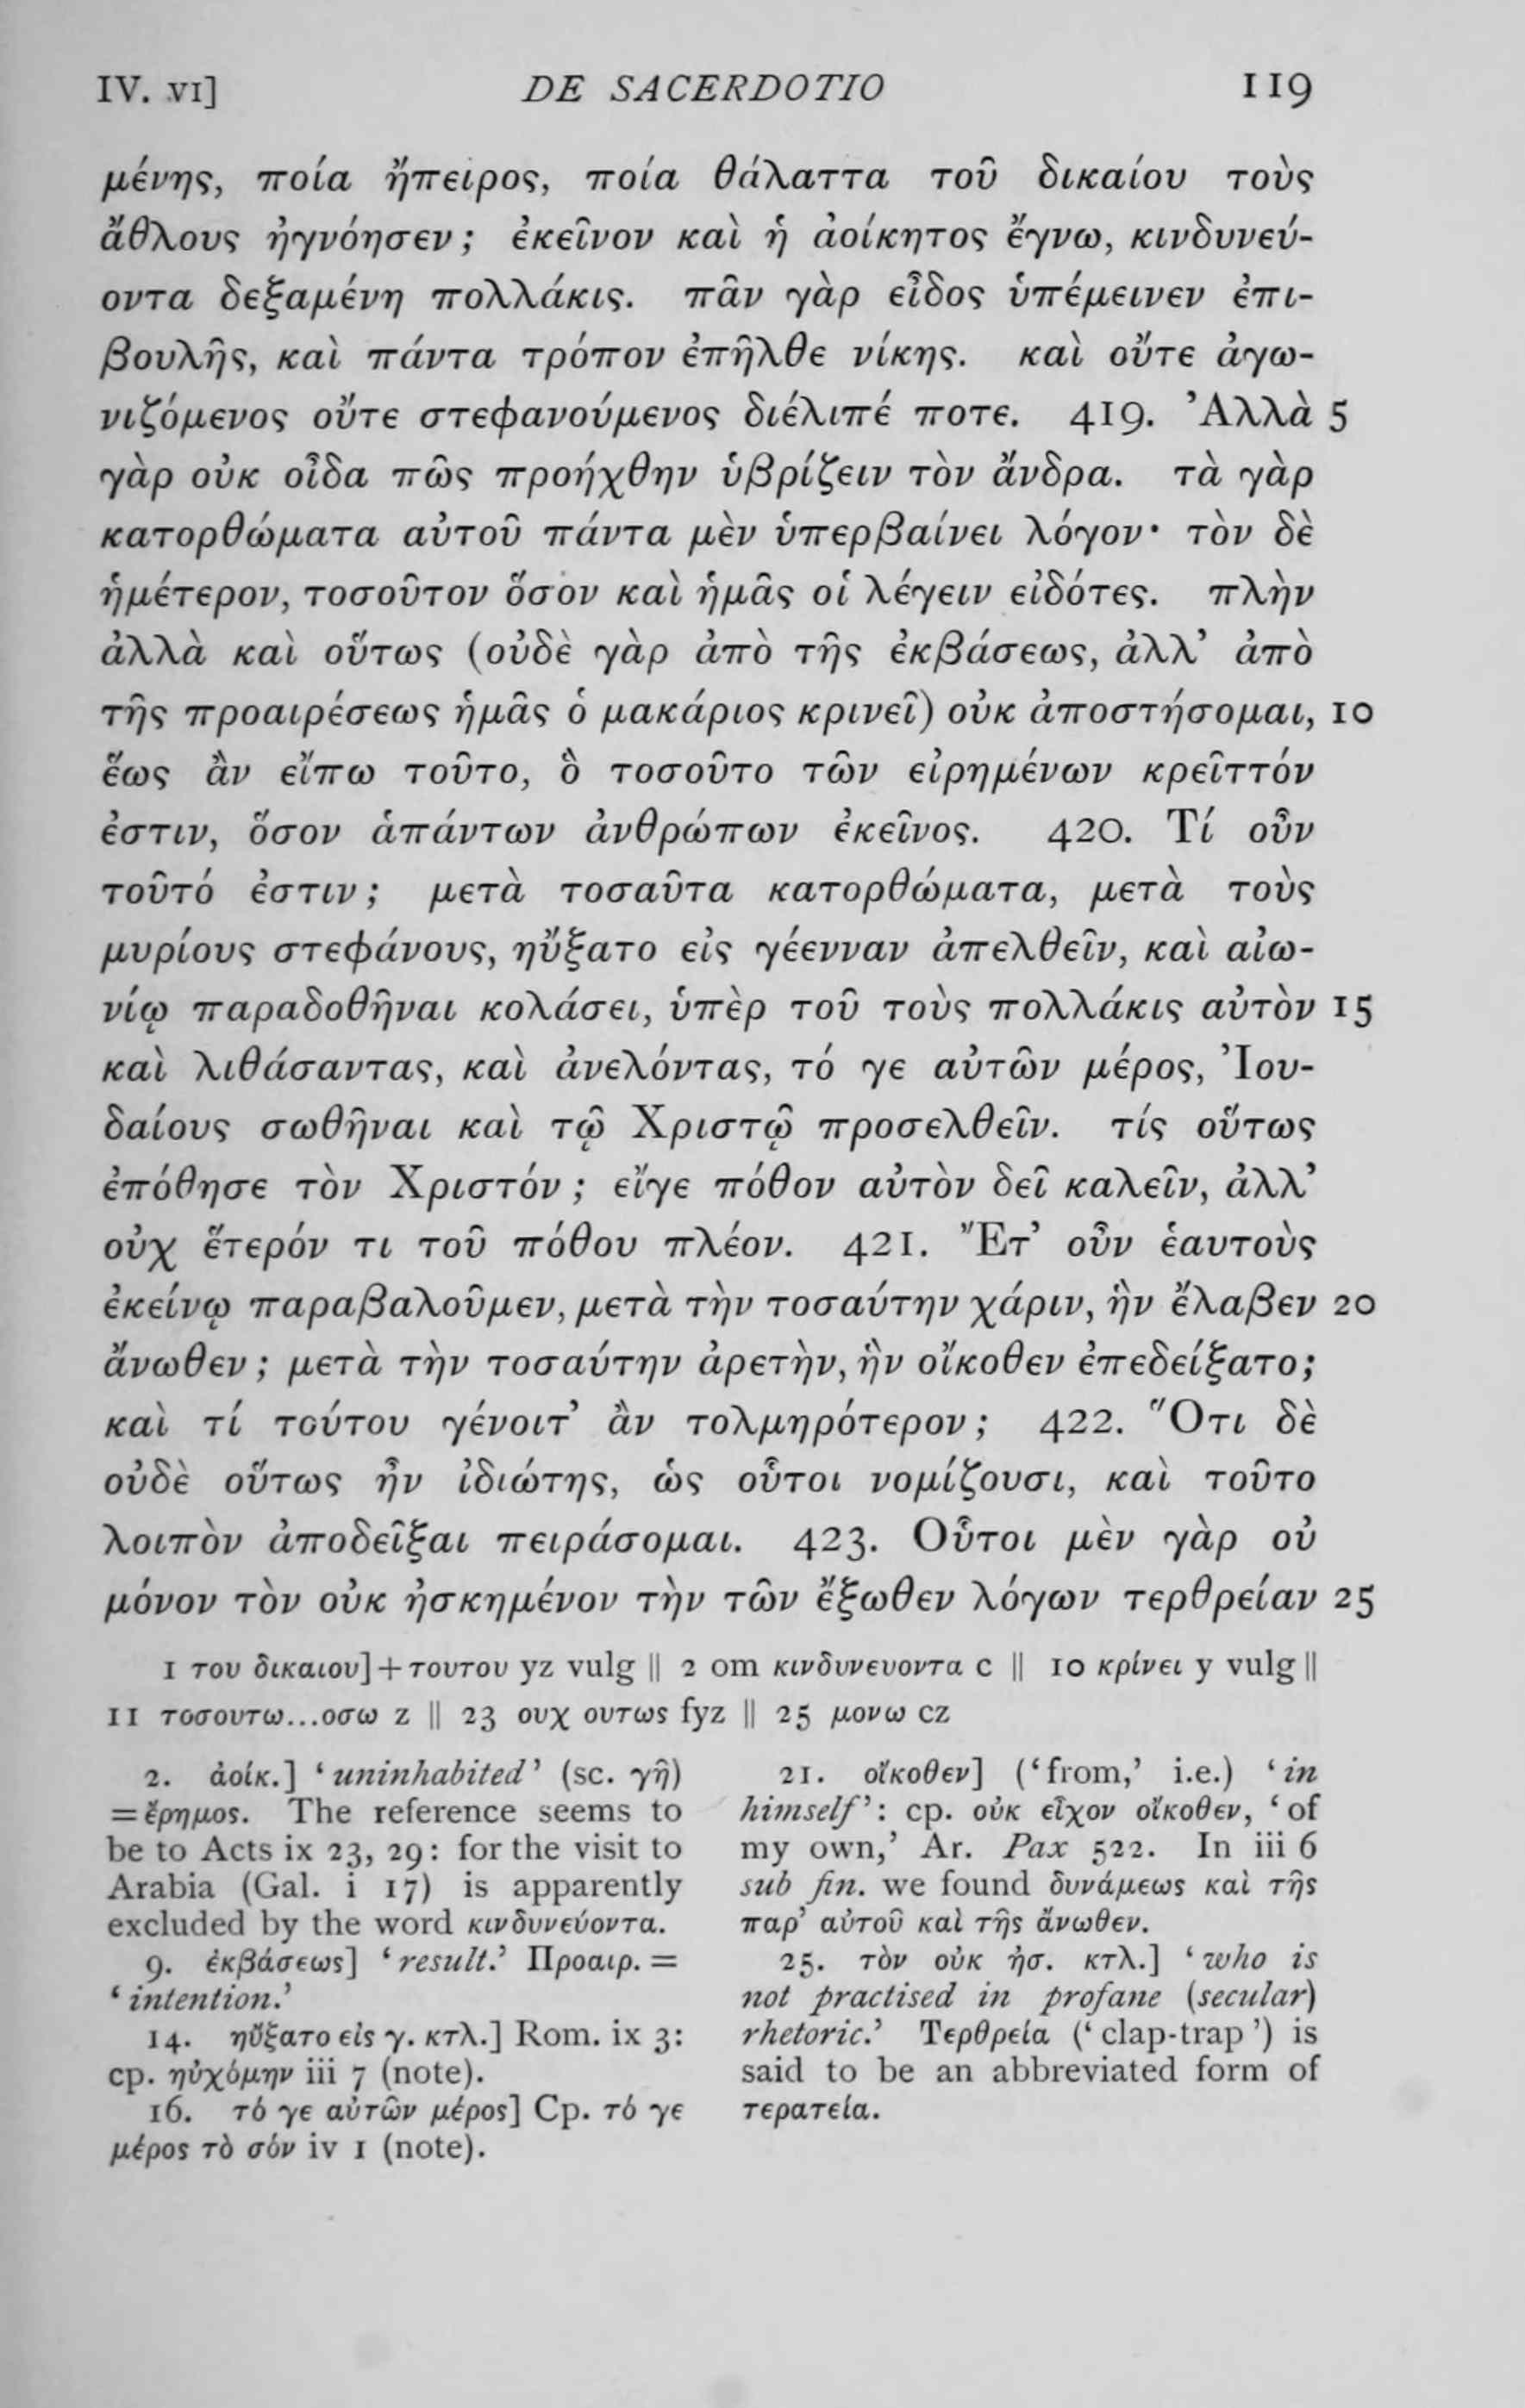 IV. VI] DE SACERDOTIO 119
μένης, ποία ἤπειρος, ποία θάλαττα τοῦ δικαίου τοὺς
ἄθλους ἠγνόησεν; ἐκεῖνον καὶ ἡ ἀοίκητος ἔγνω, κινδυνεύ-
οντα δεξαμένη πολλάκις. πᾶν γὰρ εἶδος ὑπέμεινεν ἐπι-
βουλῆς, καὶ πάντα τρόπον ἐπῆλθε νίκης. καὶ οὔτε ἀγω-
νιζόμενος οὔτε στεφανούμενος διέλιπέ ποτε. 419. Ἀλλὰ 5
γὰρ οὐκ οἶδα πῶς προήχθην ὑβρίζειν τὸν ἄνδρα. τὰ γὰρ
κατορθώματα αὐτοῦ πάντα μὲν ὑπερβαίνει λόγον· τὸν δὲ
ἡμέτερον, τοσοῦτον ὅσον καὶ ἡμᾶς οἱ λέγειν εἰδότες. πλὴν
ἀλλὰ καὶ οὕτως (οὐδὲ γὰρ ἀπὸ τῆς ἐκβάσεως, ἀλλ’ ἀπὸ
τῆς προαιρέσεως ἡμᾶς ὁ μακάριος κρινεῖ) οὐκ ἀποστήσομαι, 10
ἕως ἂν εἴπω τοῦτο, ὃ τοσοῦτο τῶν εἰρημένων κρεῖττόν
ἐστιν, ὅσον ἁπάντων ἀνθρώπων ἐκεῖνος. 420. Τί οὖν
τοῦτό ἐστιν; μετὰ τοσαῦτα κατορθώματα, μετὰ τοὺς
μυρίους στεφάνους, ηὔξατο εἰς γέενναν ἀπελθεῖν, καὶ αἰω-
νίῳ παραδοθῆναι κολάσει, ὑπὲρ τοῦ τοὺς πολλάκις αὐτὸν 15
καὶ λιθάσαντας, καὶ ἀνελόντας, τό γε αὐτῶν μέρος, Ἰου-
δαίους σωθῆναι καὶ τῷ Χριστῷ προσελθεῖν. τίς οὕτως
ἐπόθησε τὸν Χριστόν; εἴγε πόθον αὐτὸν δεῖ καλεῖν, ἀλλ’
οὐχ ἕτερόν τι τοῦ πόθου πλέον. 421. Ἔτ’ οὖν ἑαυτοὺς
ἐκείνῳ παραβαλοῦμεν, μετὰ τὴν τοσαύτην χάριν, ἣν ἔλαβεν 20
ἄνωθεν; μετὰ τὴν τοσαύτην ἀρετὴν, ἣν οἴκοθεν ἐπεδείξατο;
καὶ τί τούτου γένοιτ’ ἂν τολμηρότερον; 422. Ὅτι δὲ
οὐδὲ οὕτως ἦν ἰδιώτης, ὡς οὗτοι νομίζουσι, καὶ τοῦτο
λοιπὸν ἀποδεῖξαι πειράσομαι. 423. Οὗτοι μὲν γὰρ οὐ
μόνον τὸν οὐκ ἠσκημένον τὴν τῶν ἔξωθεν λόγων τερθρείαν 25
1 του δικαιου]+τουτου yz vulg || 2 om κινδυνευοντα c || 10 κρίνει y vulg ||
11 τοσουτω...οσω z || 23 ουχ ουτως fyz || 25 μονω cz
2. ἀοίκ.] ‘uninhabited’ (sc. γῆ)
=ἔρημος. The reference seems to
be to Acts ix 23, 29: for the visit to
Arabia (Gal. i 17) is apparently
excluded by the word κινδυνεύοντα.
9. ἐκβάσεως] ‘result.’ Προαιρ.=
‘intention.’
14. ηὔξατο εἰς γ. κτλ.] Rom. ix 3:
cp. ηὐχόμην iii 7 (note).
16. τό γε αὐτῶν μέρος] Cp. τό γε
μέρος τὸ σόν iv 1 (note).
21. οἴκοθεν] (‘from,’ i.e.) ‘in
himself’: cp. οὐκ εἶχον οἴκοθεν, ‘of
my own,’ Ar. Pax 522. In iii 6
sub fin. we found δυνάμεως καὶ τῆς
παρ’ αὐτοῦ καὶ τῆς ἄνωθεν.
25. τὸν οὐκ ἠσ. κτλ.] ‘who is
not practised in profane (secular)
rhetoric.’ Τερθρεία (‘clap-trap’) is
said to be an abbreviated form of
τερατεία.